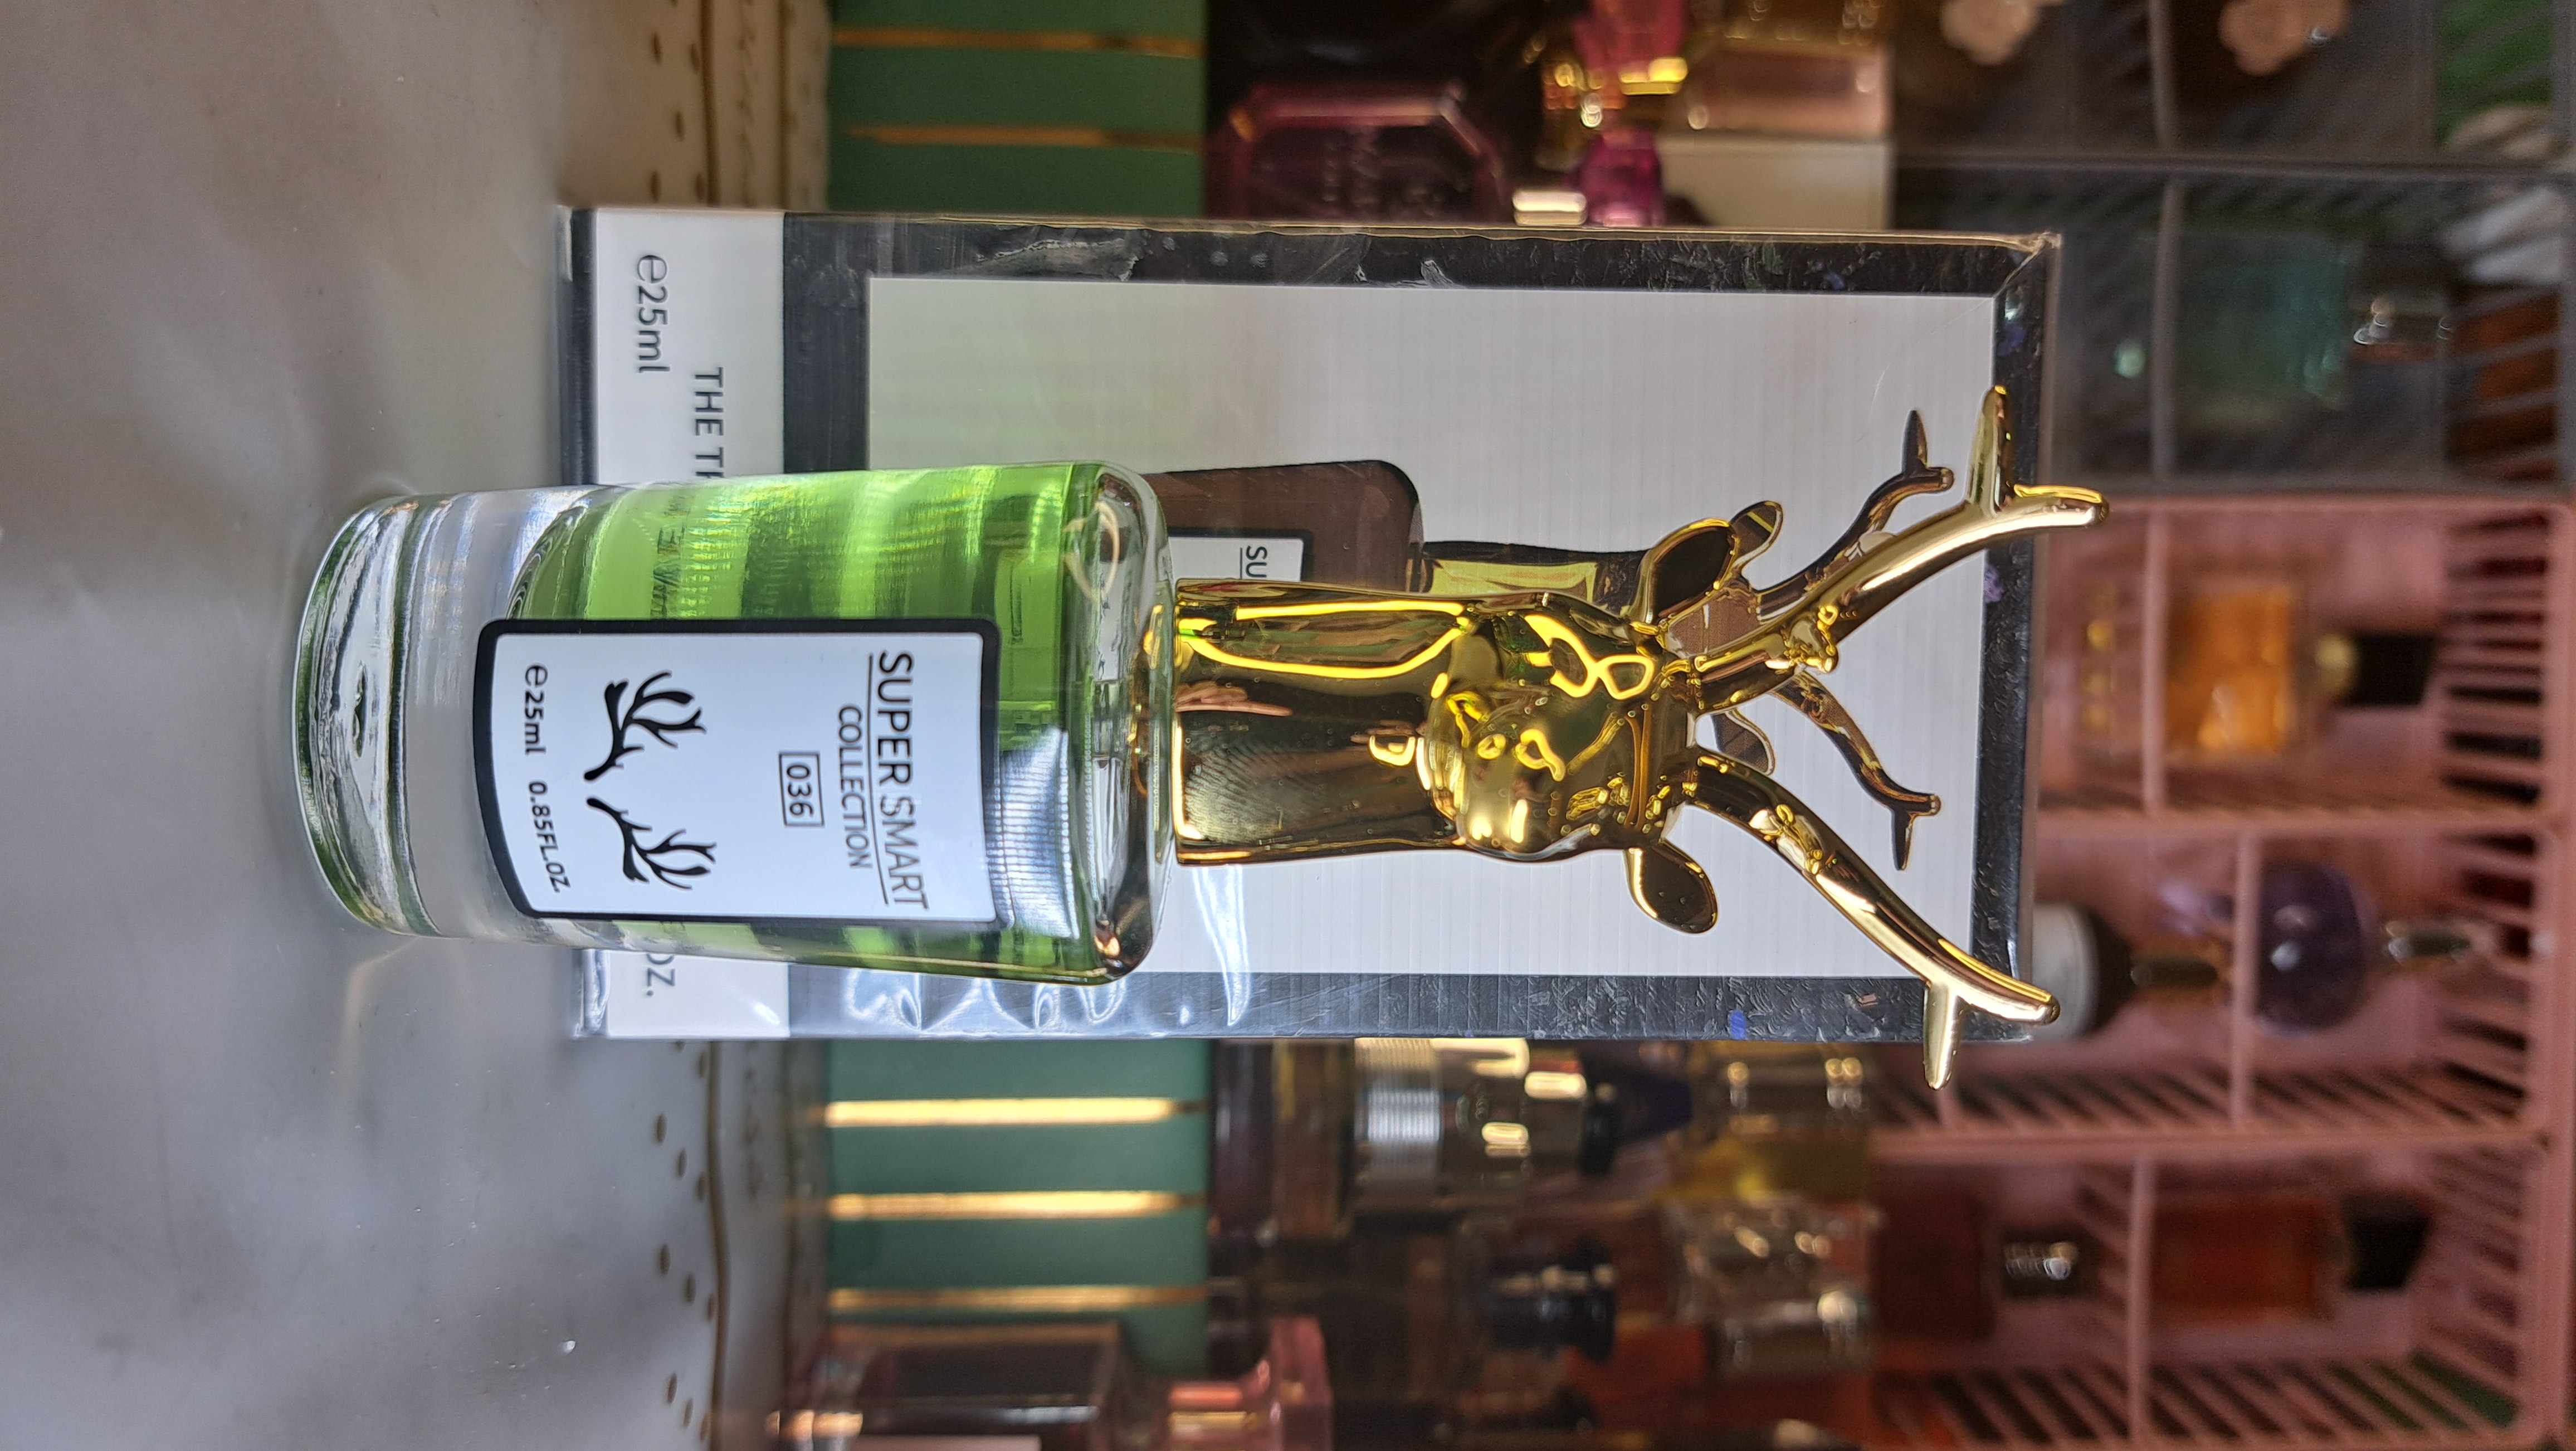 SUPER SMART
COLLECTION
036
e25ml 0.85FL.OZ.
SU
THE
e25ml
OZ.